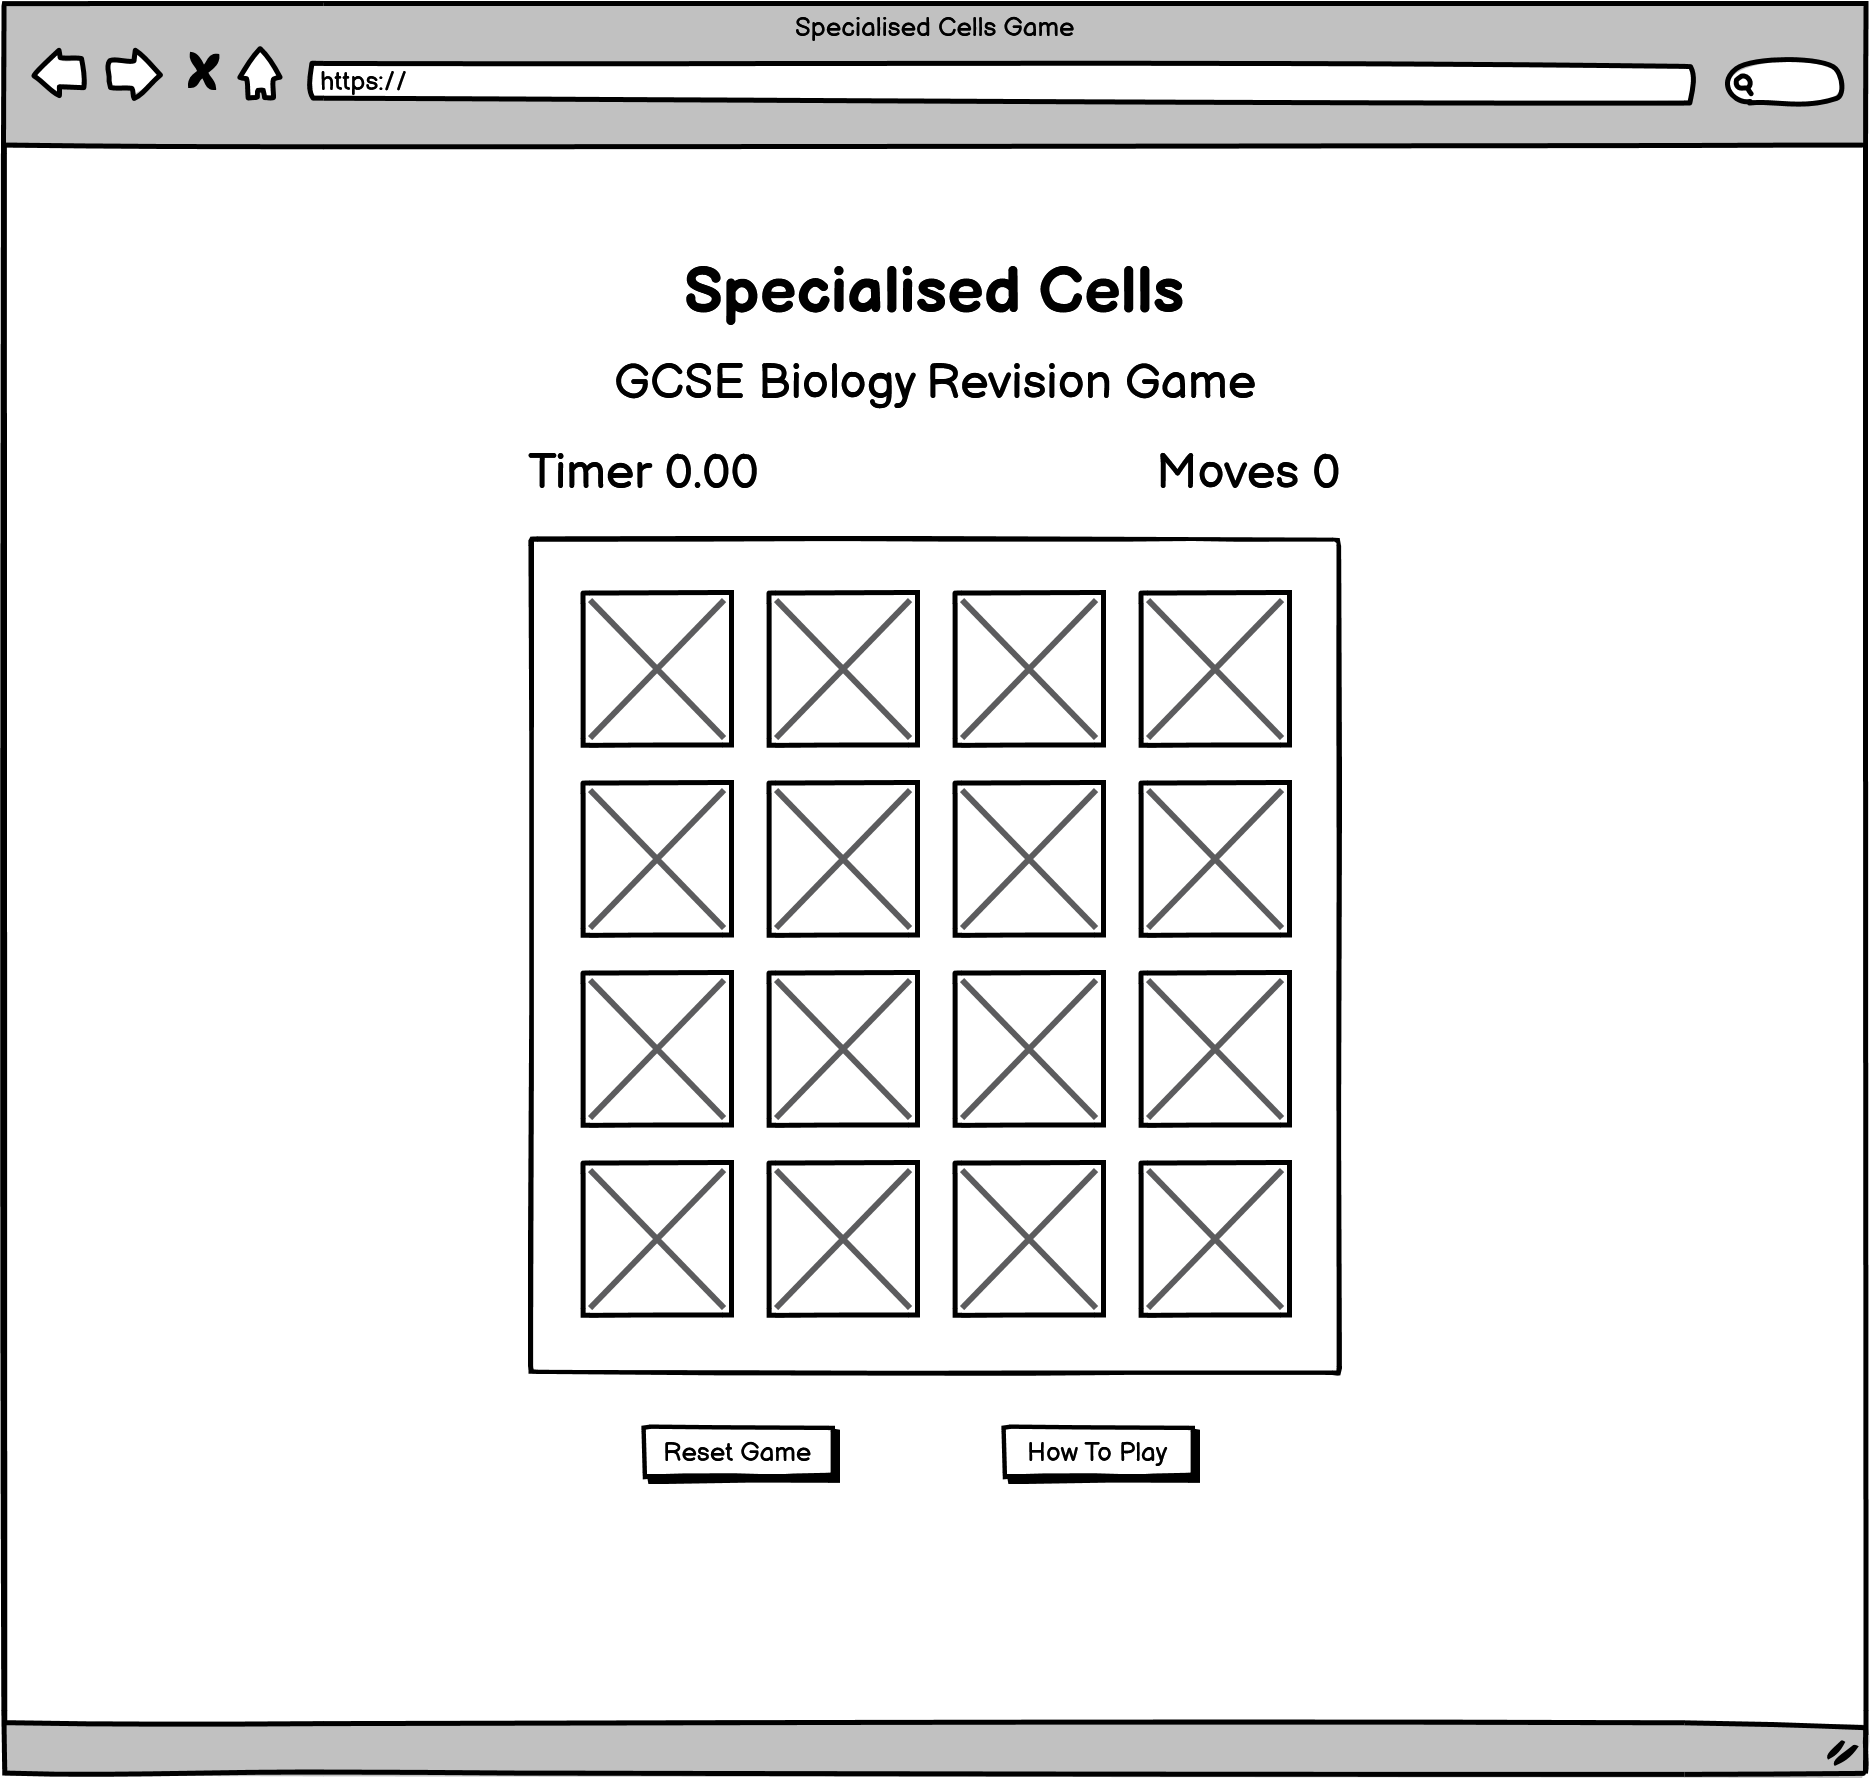 Specialised Cells Game
https://
Specialised Cells
GCSE Biology Revision Game
Timer 0.00
Moves 0
Reset Game
How To Play